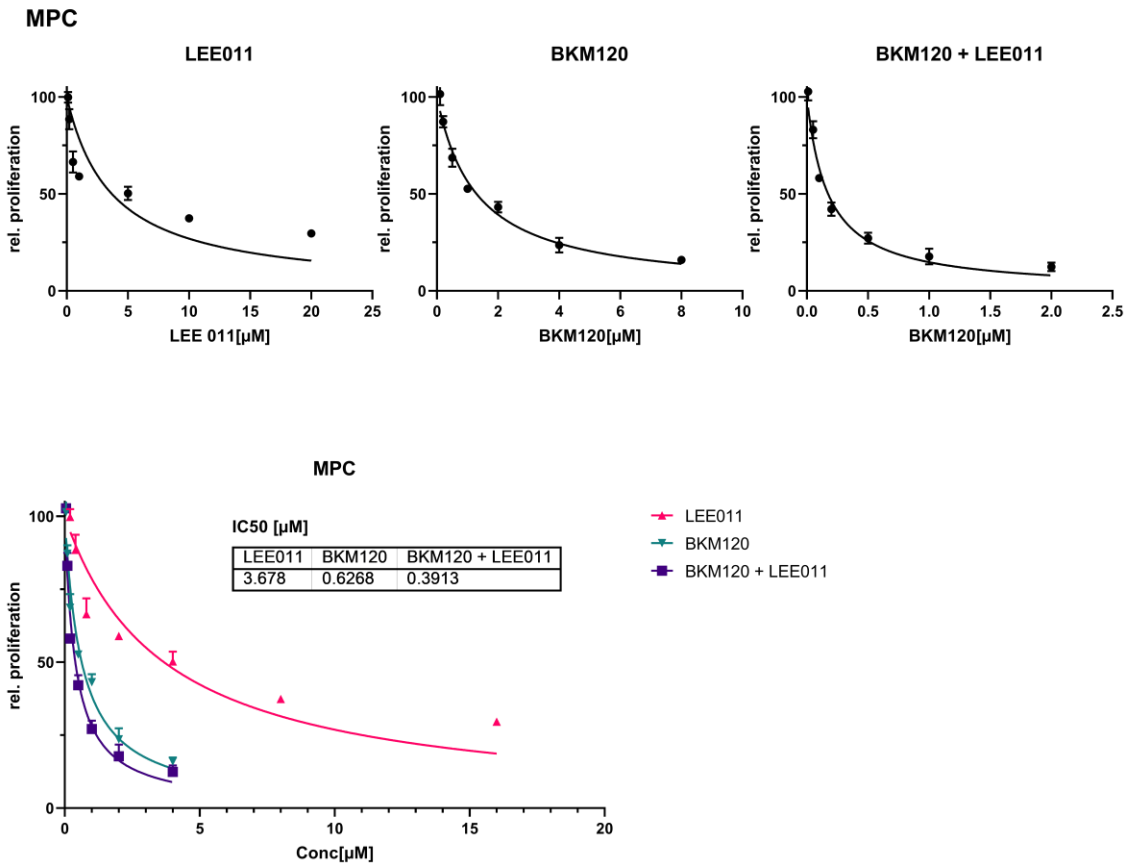 MPC
LEE011
rel. proliferation
100
50
0
0 5 10 15 20 25
LEE 011[µM]
BKM120
rel. proliferation
100
50
0
0 2 4 6 8 10
BKM120[µM]
BKM120 + LEE011
rel. proliferation
100
50
0
0.0 0.5 1.0 1.5 2.0 2.5
BKM120[µM]
MPC
rel. proliferation
100
50
0
0 5 10 15 20
Conc[µM]
IC50 [µM]
LEE011 BKM120 BKM120 + LEE011
3.678 0.6268 0.3913
LEE011
BKM120
BKM120 + LEE011